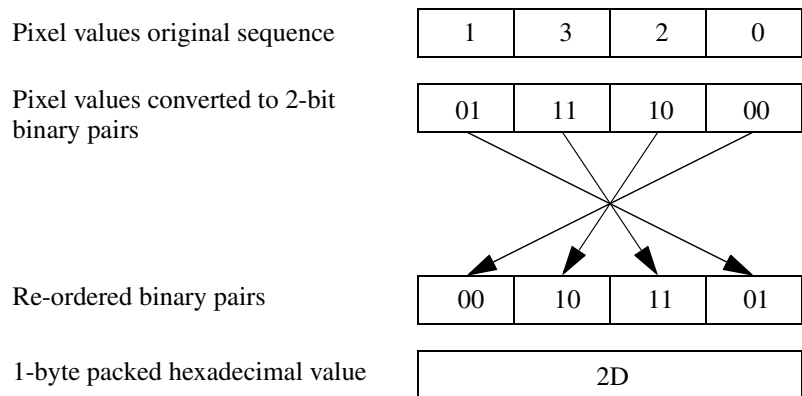 Pixel values original sequence 1 3 2 0
Pixel values converted to 2-bit
binary pairs
01 11 10 00
Re-ordered binary pairs 00 10 11 01
1-byte packed hexadecimal value 2D